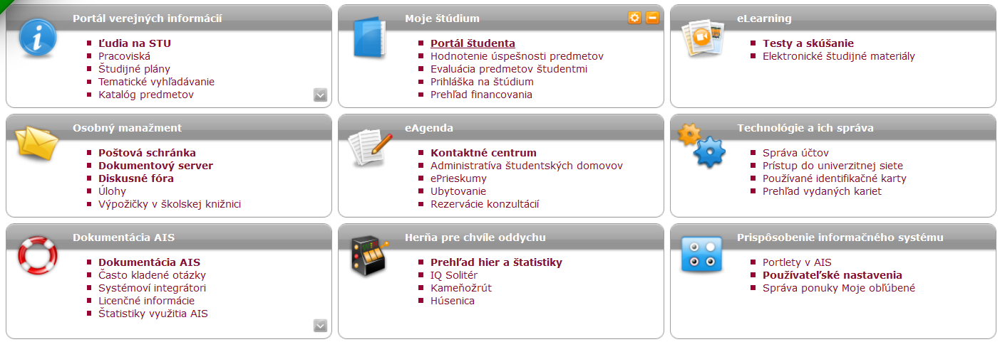 Portál verejných informácií
Ľudia na STU
Pracoviská
Študijné plány
Tematické vyhľadávanie
Katalóg predmetov
Moje štúdium
Portál študenta
Hodnotenie úspešnosti predmetov
Evaluácia predmetov študentmi
Prihláška na štúdium
Prehľad financovania
eLearning
Testy a skúšanie
Elektronické študijné materiály
Osobný manažment
Poštová schránka
Dokumentový server
Diskusné fóra
Úlohy
Výpožičky v školskej knižnici
eAgenda
Kontaktné centrum
Administratíva študentských domovov
ePrieskumy
Ubytovanie
Rezervácie konzultácií
Technológie a ich správa
Správa účtov
Prístup do univerzitnej siete
Používané identifikačné karty
Prehľad vydaných kariet
Dokumentácia AIS
Dokumentácia AIS
Často kladené otázky
Systémoví integrátori
Licenčné informácie
Štatistiky využitia AIS
Herňa pre chvíle oddychu
Prehľad hier a štatistiky
IQ Solitér
Kameňožrút
Húsenica
Prispôsobenie informačného systému
Portlety v AIS
Používateľské nastavenia
Správa ponuky Moje obľúbené